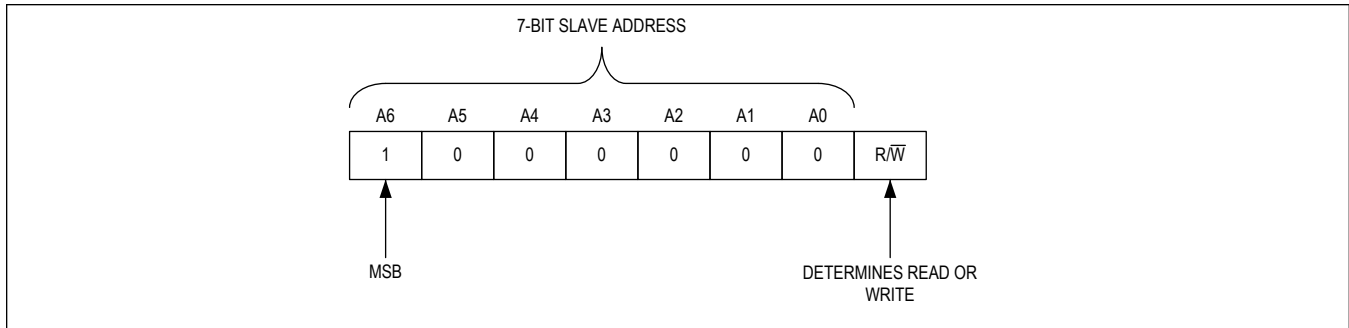 7-BIT SLAVE ADDRESS
A6 A5 A4 A3 A2 A1 A0
1 0 0 0 0 0 0 R/W̅
MSB
DETERMINES READ OR
WRITE